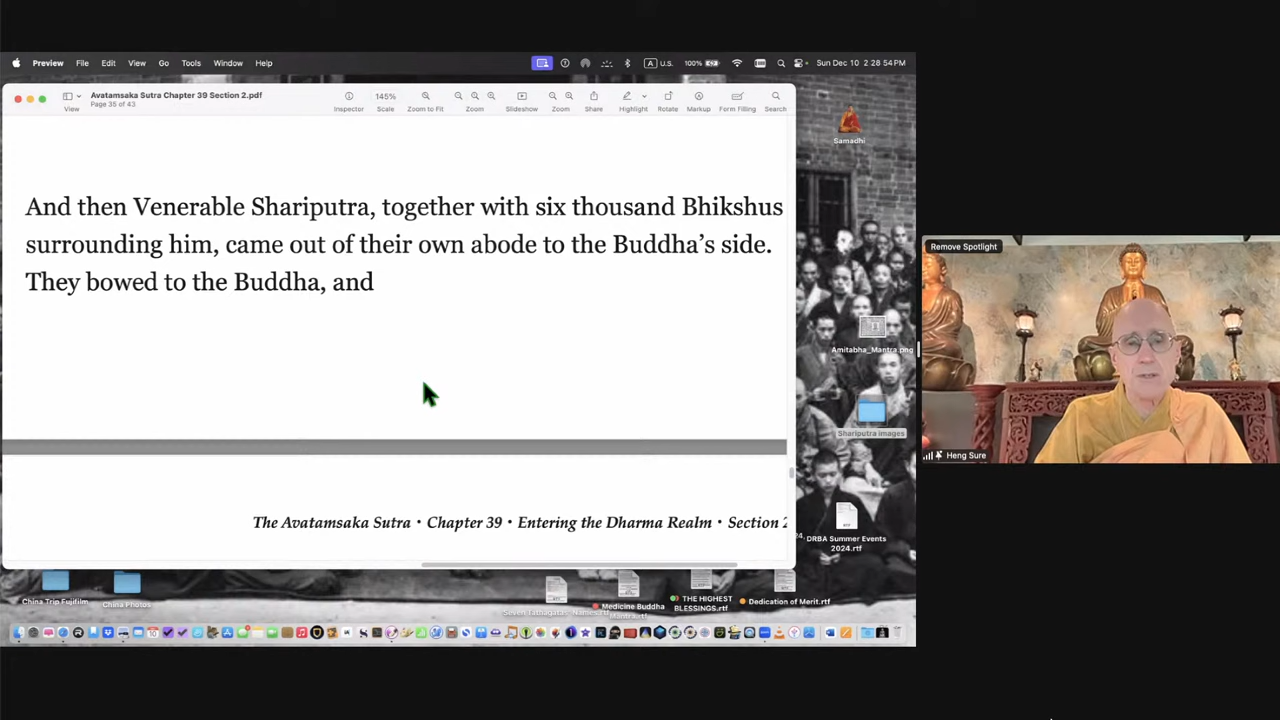 Preview File Edit View Go Tools Window Help
A U.S. 100% Sun Dec 10 2 28 54 PM
Avatamsaka Sutra Chapter 39 Section 2.pdf
Page 35 of 43
145%
View Inspector Scale Zoom to Fit Zoom Slideshow Zoom Share Highlight Rotate Markup Form Filling Search
And then Venerable Shariputra, together with six thousand Bhikshus
surrounding him, came out of their own abode to the Buddha’s side.
They bowed to the Buddha, and
The Avatamsaka Sutra • Chapter 39 • Entering the Dharma Realm • Section 2
Samadhi
Amitabha_Mantra.png
Shariputra images
DRBA Summer Events
2024.rtf
China Trip Fujifilm
China Photos
Medicine Buddha
Mantra.rtf
THE HIGHEST
BLESSINGS.rtf
Dedication of Merit.rtf
Remove Spotlight
Heng Sure